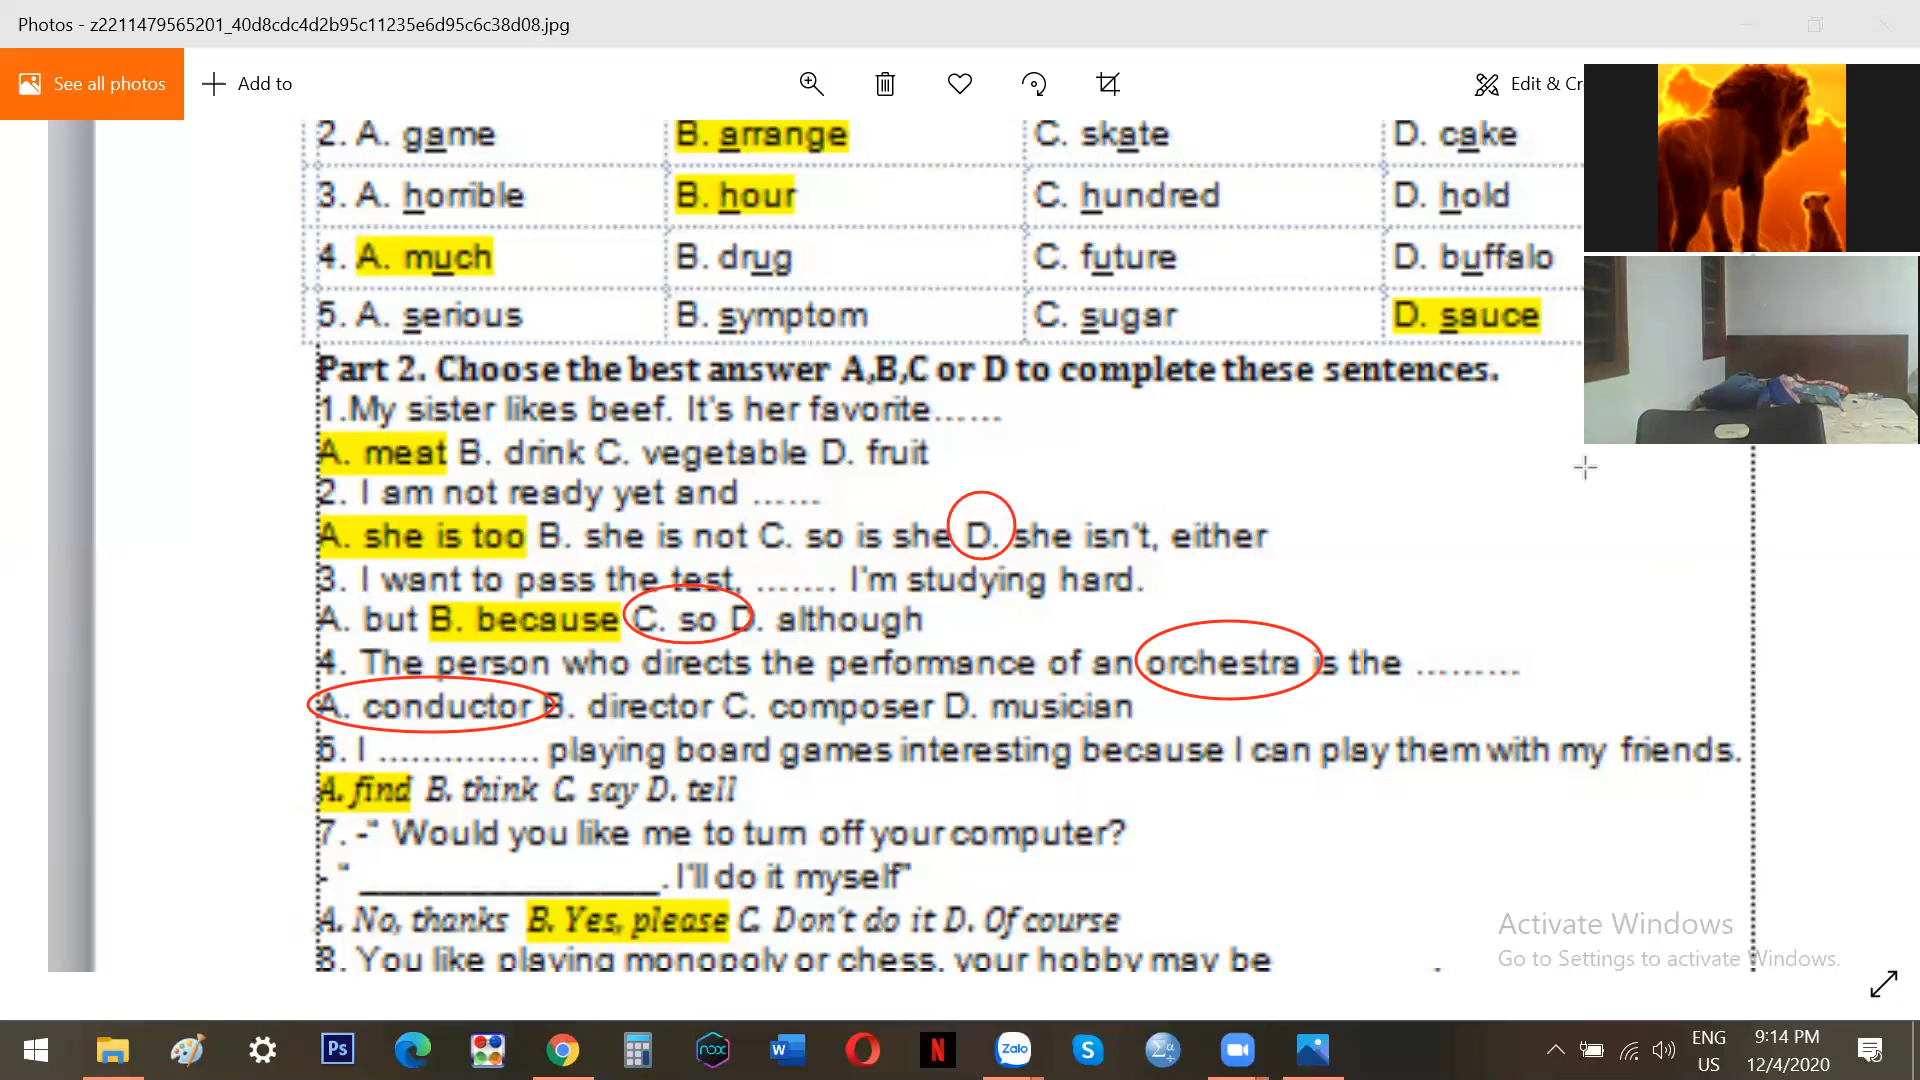 Photos - z2211479565201_40d8cdc4d2b95c11235e6d95c6c38d08.jpg
See all photos
Add to
Edit & Cr
2. A. game B. arrange C. skate D. cake
3. A. horrible B. hour C. hundred D. hold
4. A. much B. drug C. future D. buffalo
5. A. serious B. symptom C. sugar D. sauce
Part 2. Choose the best answer A,B,C or D to complete these sentences.
1.My sister likes beef. It's her favorite……
A. meat B. drink C. vegetable D. fruit
2. I am not ready yet and ……
A. she is too B. she is not C. so is she D. she isn't, either
3. I want to pass the test, ……. I'm studying hard.
A. but B. because C. so D. although
4. The person who directs the performance of an orchestra is the ………
A. conductor B. director C. composer D. musician
6. I …………… playing board games interesting because I can play them with my friends.
A. find B. think C. say D. tell
7. -" Would you like me to turn off your computer?
- " ________________. I'll do it myself"
A. No, thanks B. Yes, please C. Don't do it D. Of course
8. You like playing monopoly or chess, your hobby may be .
Activate Windows
Go to Settings to activate Windows.
Ps
nox
W
N
Zalo
S
Σα
ENG
US
9:14 PM
12/4/2020